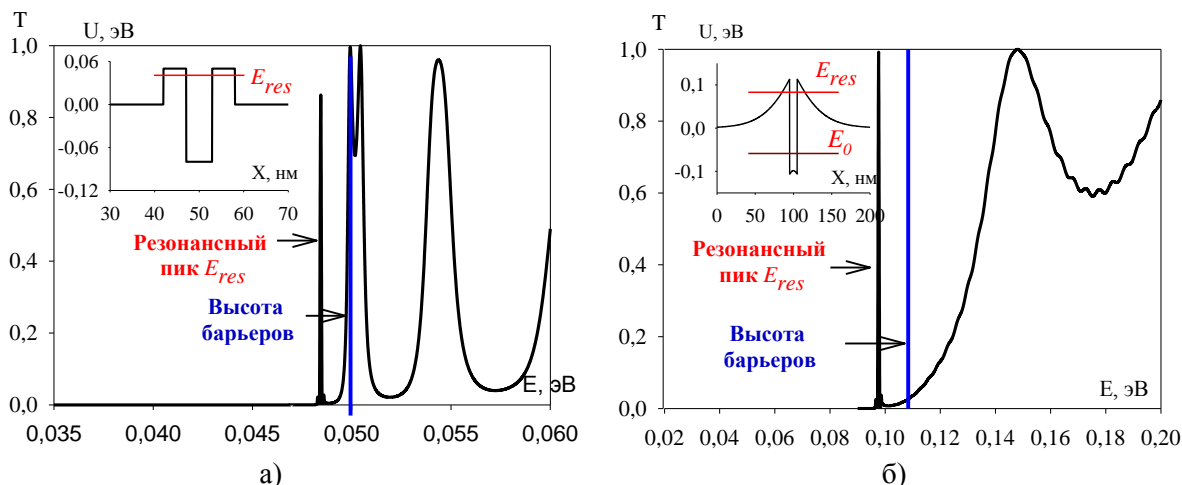 T
U, эВ
1,0
0,8
0,6
0,4
0,2
0,0
0,06
0,00
-0,06
-0,12
E_res
X, нм
30 40 50 60 70
Резонансный
пик E_res
Высота
барьеров
E, эВ
0,035 0,040 0,045 0,050 0,055 0,060
а)
T
U, эВ
1,0
0,8
0,6
0,4
0,2
0,0
0,1
0,0
-0,1
E_res
E_0
X, нм
0 50 100 150 200
Резонансный
пик E_res
Высота
барьеров
E, эВ
0,02 0,04 0,06 0,08 0,10 0,12 0,14 0,16 0,18 0,20
б)